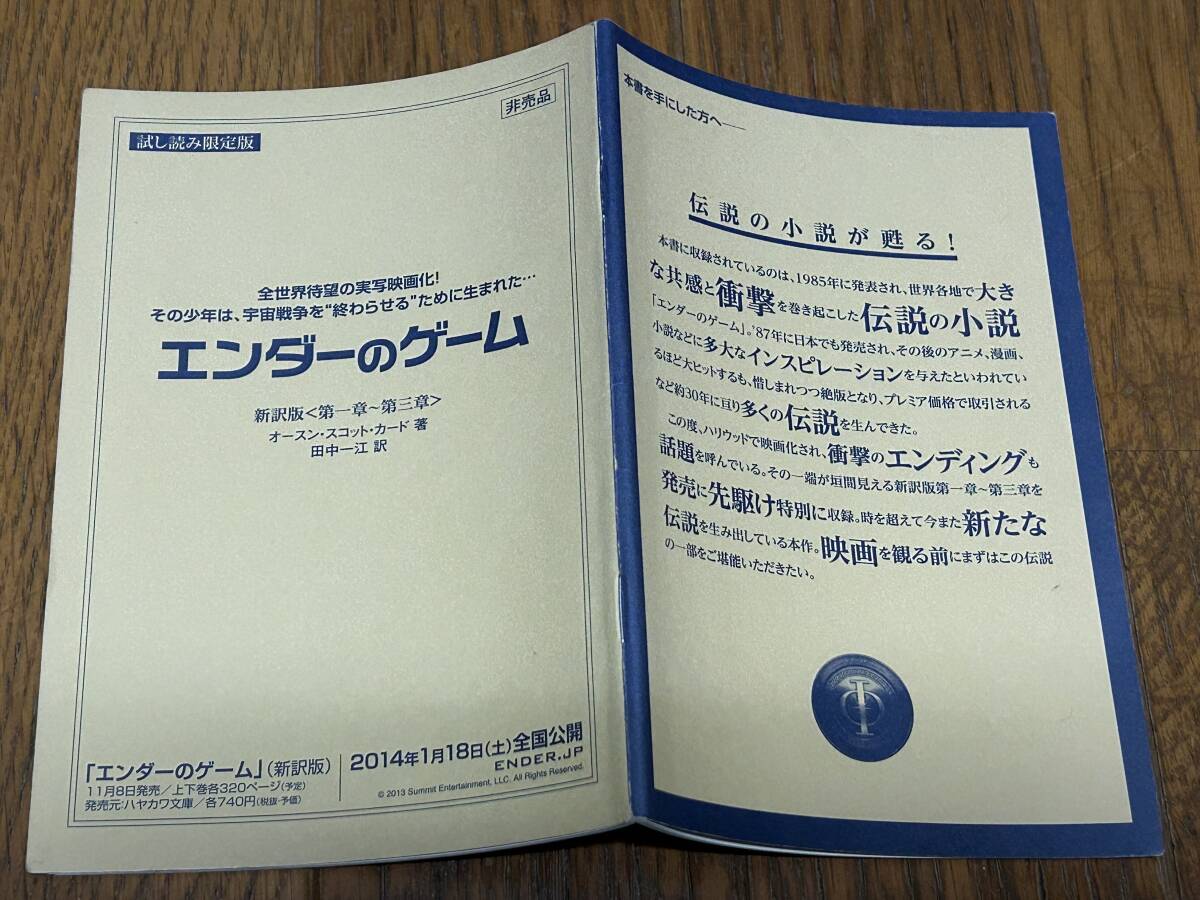 非売品
試し読み限定版
全世界待望の実写映画化!
その少年は、宇宙戦争を“終わらせる”ために生まれた…
エンダーのゲーム
新訳版<第一章~第三章>
オースン・スコット・カード 著
田中一江 訳
「エンダーのゲーム」(新訳版)
11月8日発売/上下巻各320ページ(予定)
発売元:ハヤカワ文庫/各740円(税抜・予価)
2014年1月18日(土)全国公開
ENDER.JP
© 2013 Summit Entertainment, LLC. All Rights Reserved.
本書を手にした方へ——
伝説の小説が甦る!
本書に収録されているのは、1985年に発表され、世界各地で大き
な共感と衝撃を巻き起こした伝説の小説
「エンダーのゲーム」。'87年に日本でも発売され、その後のアニメ、漫画、
小説などに多大なインスピレーションを与えたといわれてい
るほど大ヒットするも、惜しまれつつ絶版となり、プレミア価格で取引される
など約30年に亘り多くの伝説を生んできた。
この度、ハリウッドで映画化され、衝撃のエンディングも
話題を呼んでいる。その一端が垣間見える新訳版第一章~第三章を
発売に先駆け特別に収録。時を超えて今また新たな
伝説を生み出している本作。映画を観る前にまずはこの伝説
の一部をご堪能いただきたい。